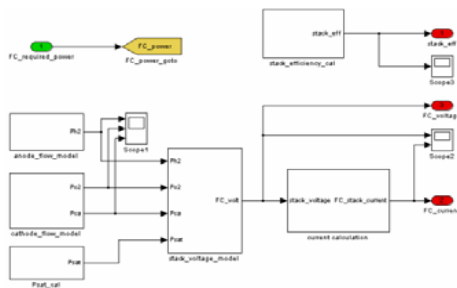 stack_eff
stack_eff
FC_power
FC_required_power
FC_power_goto
stack_efficiency_cal
Scope3
FC_voltag
Ph2
anode_flow_model
Scope1
Scope2
Ph2
Po2
Po2
FC_volt
stack_voltage
FC_stack_current
Pca
Pca
FC_curren
cathode_flow_model
Psat
current calculation
Psat
stack_voltage_model
Psat_cal